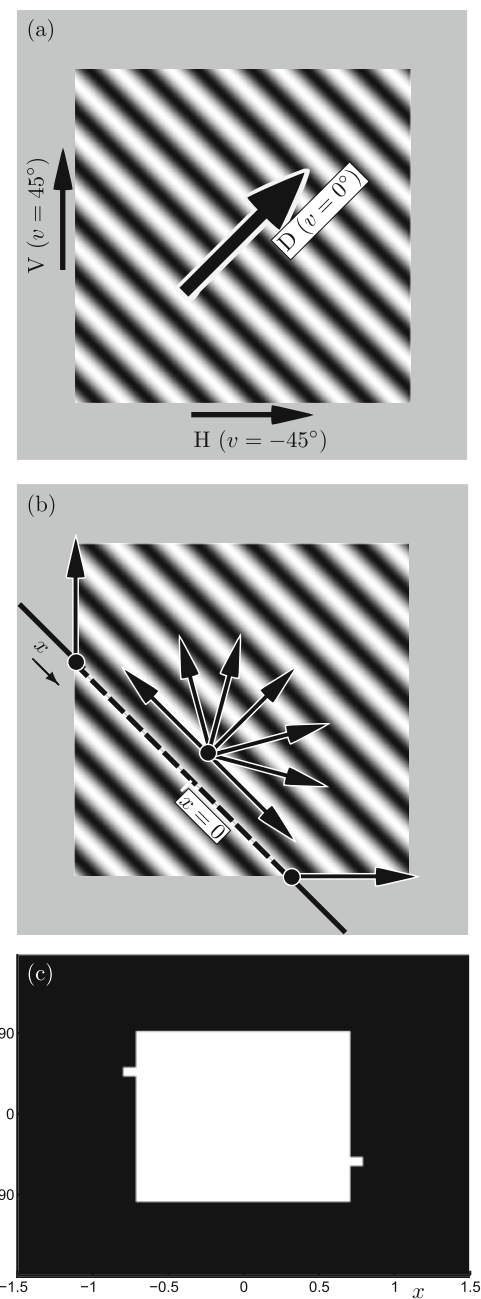 (a)
V (v = 45°)
D (v = 0°)
H (v = −45°)
(b)
x
x = 0
(c)
90
0
90
−1.5
−1
−0.5
0
0.5
1
x
1.5